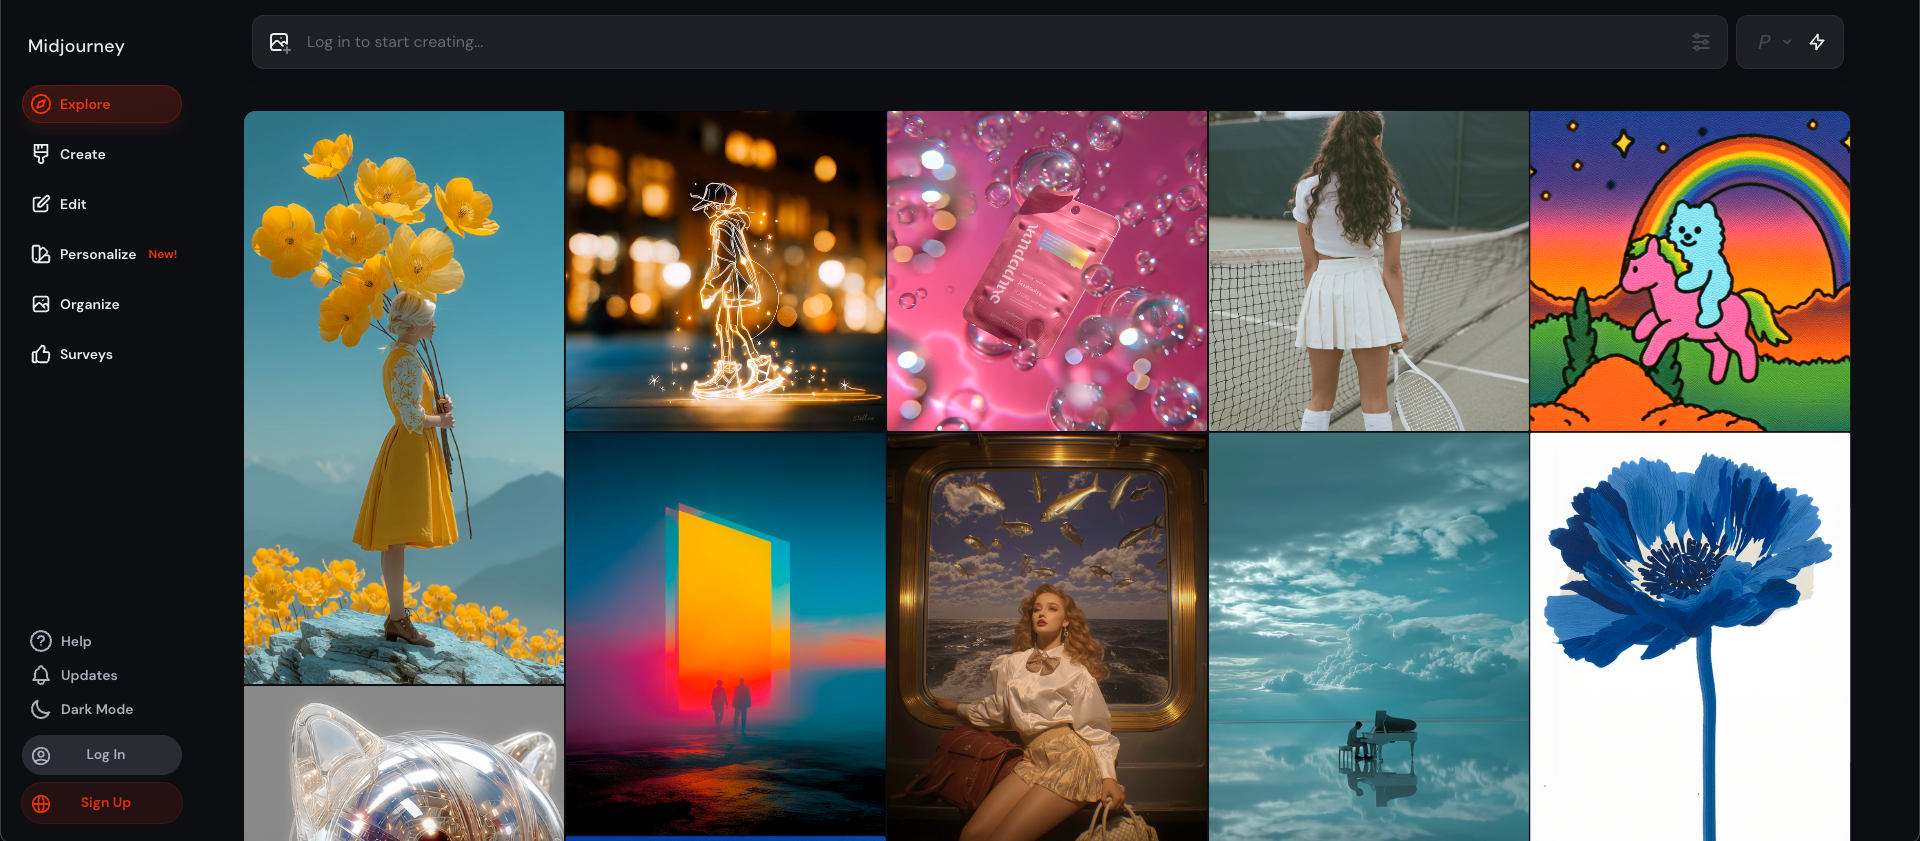 Midjourney
Log in to start creating...
P
Explore
Create
Edit
Personalize New!
Organize
Surveys
Help
Updates
Dark Mode
Log In
Sign Up